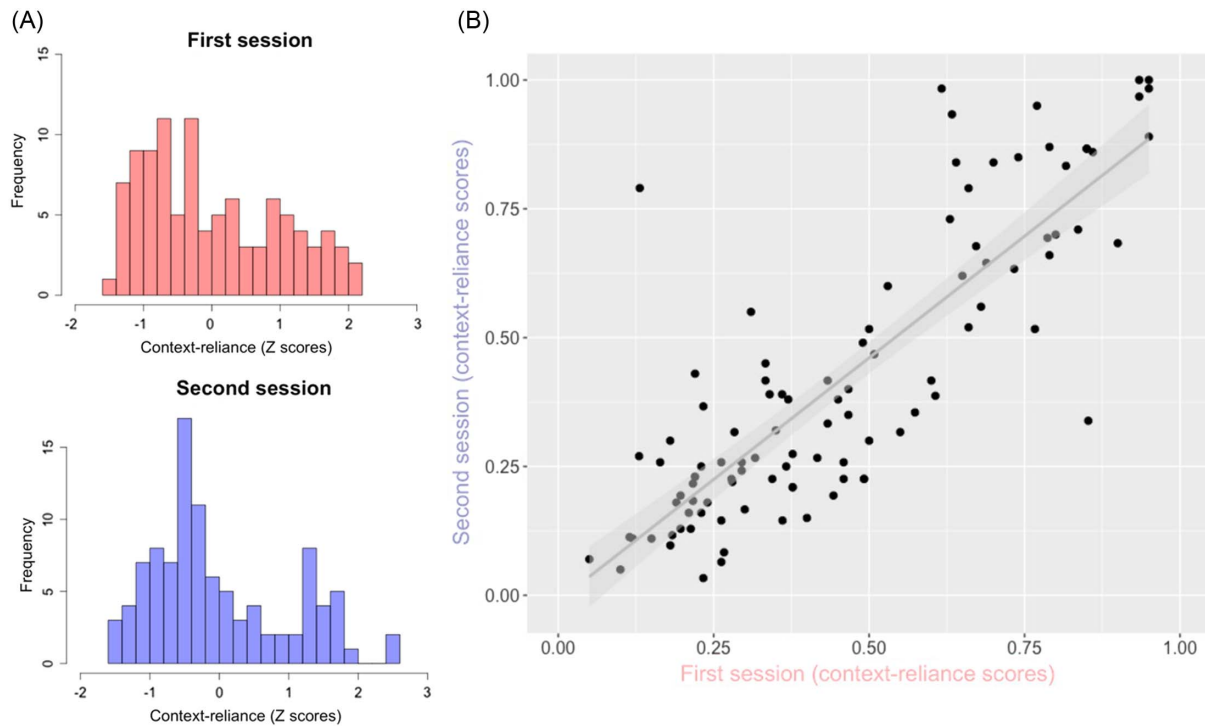 (A)
First session
15
10
5
0
Frequency
-2 -1 0 1 2 3
Context-reliance (Z scores)
Second session
15
10
5
0
Frequency
-2 -1 0 1 2 3
Context-reliance (Z scores)
(B)
1.00
0.75
0.50
0.25
0.00
Second session (context-reliance scores)
0.00 0.25 0.50 0.75 1.00
First session (context-reliance scores)